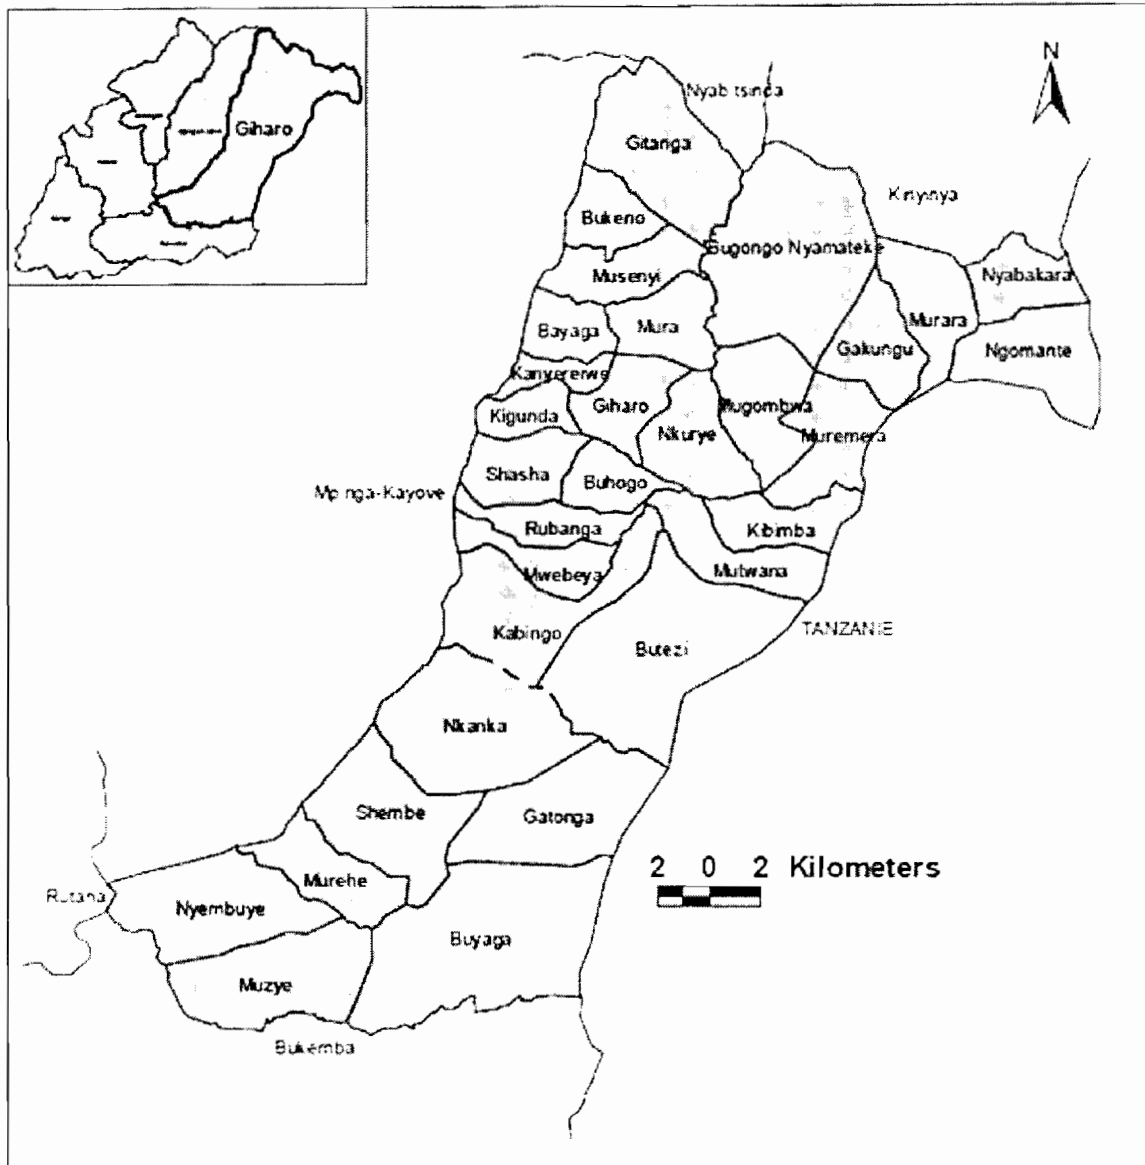 Giharo
N
Nyabitsinda
Gitanga
Kinyinya
Bukeno
Bugongo Nyamateke
Musenyi
Nyabakara
Bayaga
Mura
Murara
Gakungu
Ngomante
Kanyererwe
Giharo
Mugombwa
Kigunda
Nkurye
Muremera
Shasha
Buhogo
Mpinga-Kayove
Rubanga
Kibimba
Mwebeya
Mutwana
Kabingo
TANZANIE
Butezi
Nkanka
Shembe
Gatonga
2 0 2 Kilometers
Murehe
Rutana
Nyembuye
Buyaga
Muzye
Bukemba